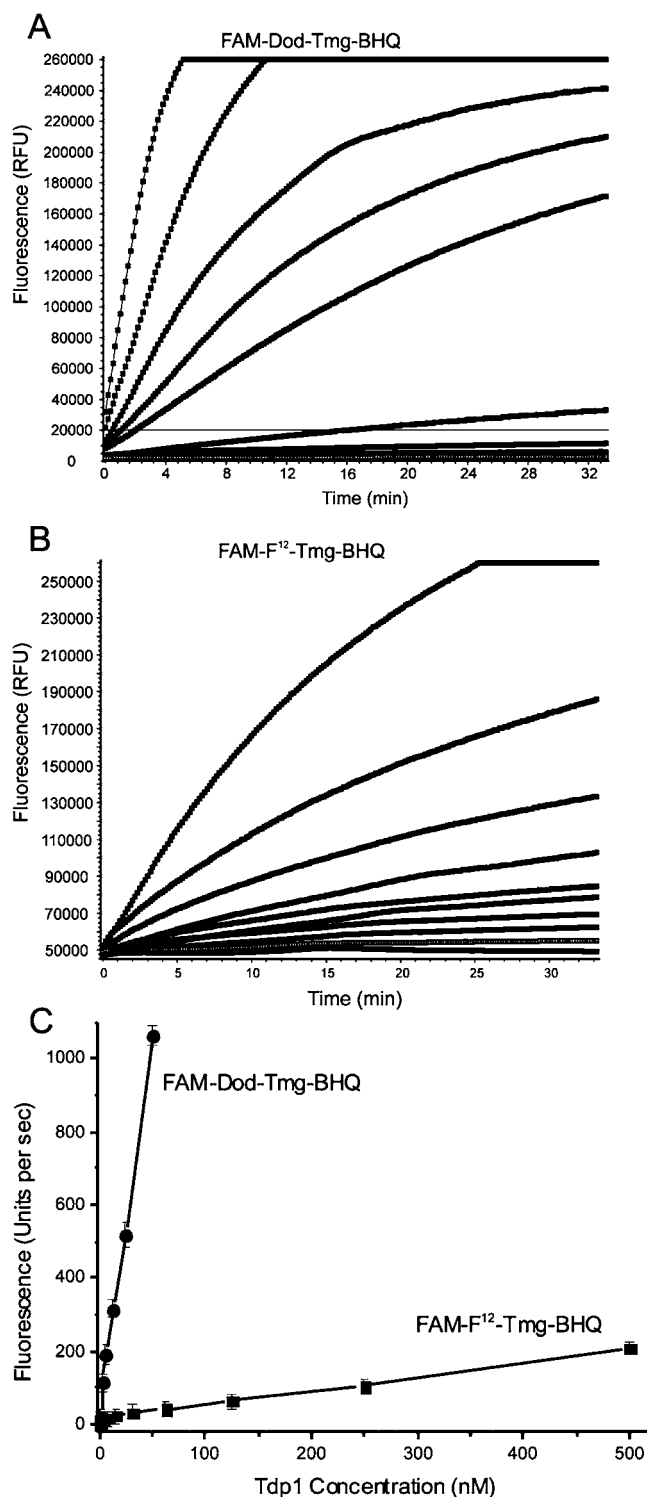 A
FAM-Dod-Tmg-BHQ
Fluorescence (RFU)
260000
240000
220000
200000
180000
160000
140000
120000
100000
80000
60000
40000
20000
0
0 4 8 12 16 20 24 28 32
Time (min)
B
FAM-F¹²-Tmg-BHQ
Fluorescence (RFU)
250000
230000
210000
190000
170000
150000
130000
110000
90000
70000
50000
0 5 10 15 20 25 30
Time (min)
C
Fluorescence (Units per sec)
1000
800
600
400
200
0
FAM-Dod-Tmg-BHQ
FAM-F¹²-Tmg-BHQ
0 100 200 300 400 500
Tdp1 Concentration (nM)